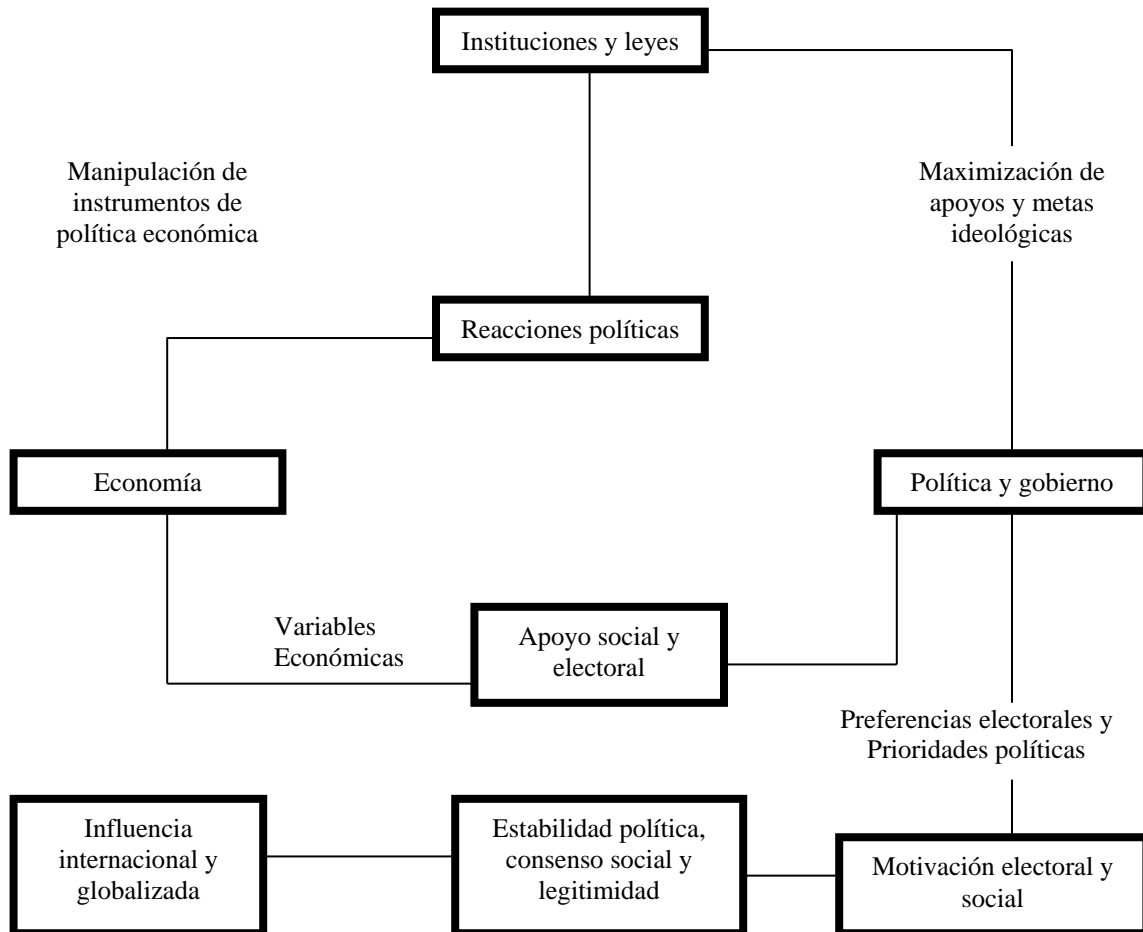 Instituciones y leyes
Manipulación de
instrumentos de
política económica
Maximización de
apoyos y metas
ideológicas
Reacciones políticas
Economía
Política y gobierno
Variables
Económicas
Apoyo social y
electoral
Preferencias electorales y
Prioridades políticas
Influencia
internacional y
globalizada
Estabilidad política,
consenso social y
legitimidad
Motivación electoral y
social